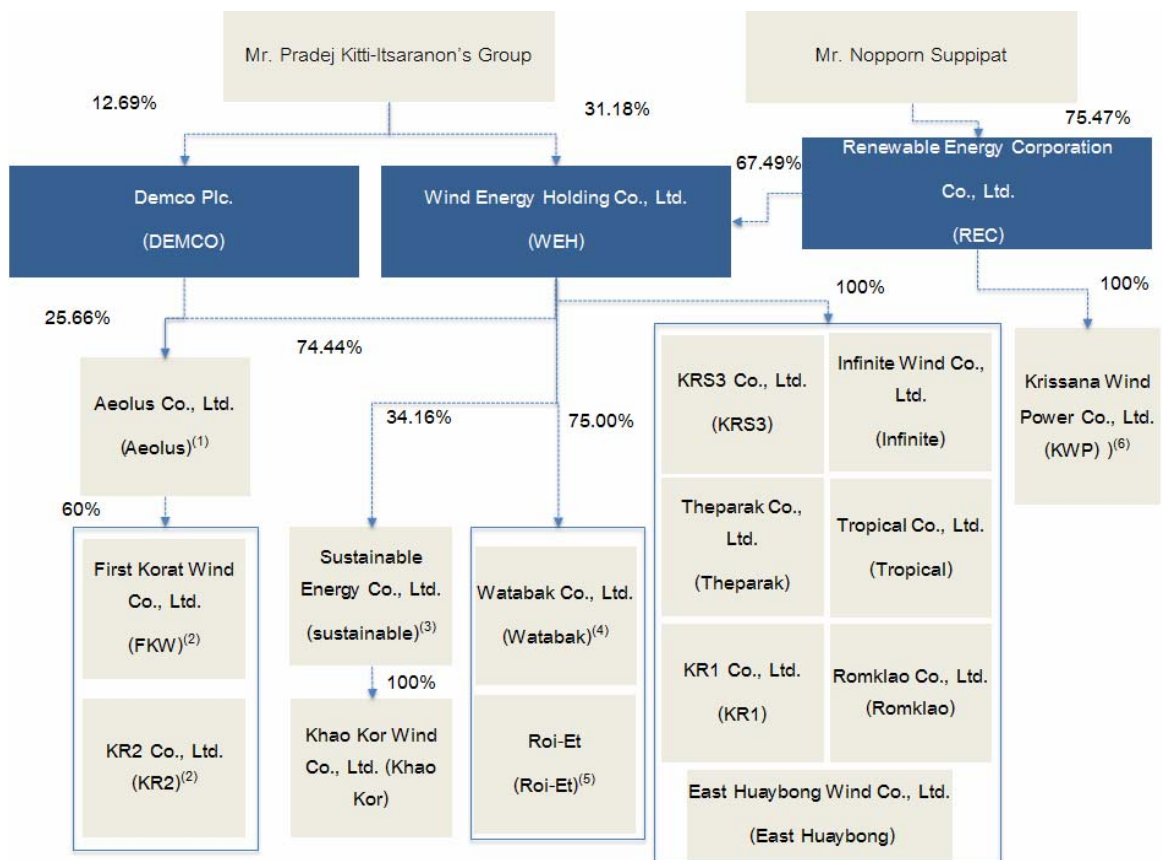 Mr. Pradej Kitti-Itsaranon's Group
Mr. Nopporn Suppipat
12.69%
31.18%
75.47%
67.49%
Demco Plc.
(DEMCO)
Wind Energy Holding Co., Ltd.
(WEH)
Renewable Energy Corporation
Co., Ltd.
(REC)
25.66%
74.44%
100%
100%
Aeolus Co., Ltd.
(Aeolus)(1)
34.16%
75.00%
KRS3 Co., Ltd.
(KRS3)
Infinite Wind Co.,
Ltd.
(Infinite)
Krissana Wind
Power Co., Ltd.
(KWP) )(6)
60%
First Korat Wind
Co., Ltd.
(FKW)(2)
Sustainable
Energy Co., Ltd.
(sustainable)(3)
Watabak Co., Ltd.
(Watabak)(4)
Theparak Co.,
Ltd.
(Theparak)
Tropical Co., Ltd.
(Tropical)
100%
KR2 Co., Ltd.
(KR2)(2)
Khao Kor Wind
Co., Ltd. (Khao
Kor)
Roi-Et
(Roi-Et)(5)
KR1 Co., Ltd.
(KR1)
Romklao Co., Ltd.
(Romklao)
East Huaybong Wind Co., Ltd.
(East Huaybong)